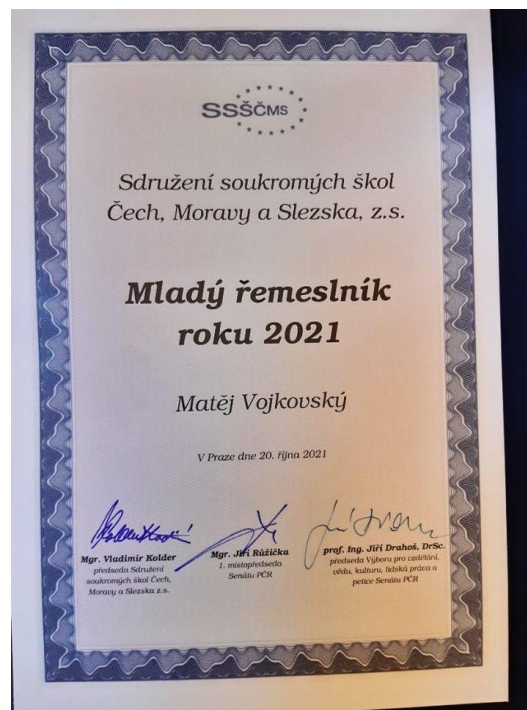 SSŠČMS
Sdružení soukromých škol
Čech, Moravy a Slezska, z.s.
Mladý řemeslník
roku 2021
Matěj Vojkovský
V Praze dne 20. října 2021
Mgr. Vladimír Kolder
předseda Sdružení
soukromých škol Čech,
Moravy a Slezska z.s.
Mgr. Jiří Růžička
1. místopředseda
Senátu PČR
prof. Ing. Jiří Drahoš, DrSc.
předseda Výboru pro vzdělání,
vědu, kulturu, lidská práva a
petice Senátu PČR